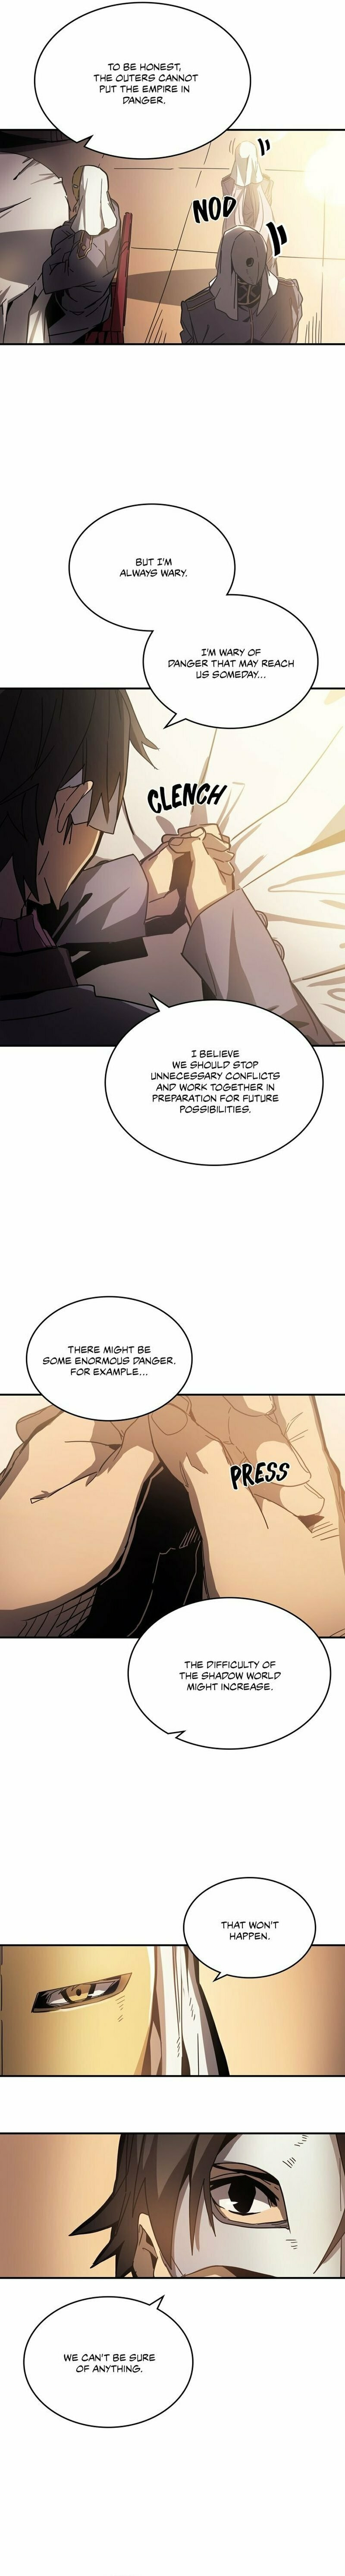 TO BE HONEST,
THE OUTERS CANNOT
PUT THE EMPIRE IN
DANGER.
NOD
BUT I'M
ALWAYS WARY.
I'M WARY OF
DANGER THAT MAY REACH
US SOMEDAY...
CLENCH
I BELIEVE
WE SHOULD STOP
UNNECESSARY CONFLICTS
AND WORK TOGETHER IN
PREPARATION FOR FUTURE
POSSIBILITIES.
THERE MIGHT BE
SOME ENORMOUS DANGER.
FOR EXAMPLE...
PRESS
THE DIFFICULTY OF
THE SHADOW WORLD
MIGHT INCREASE.
THAT WON'T
HAPPEN.
WE CAN'T BE SURE
OF ANYTHING.